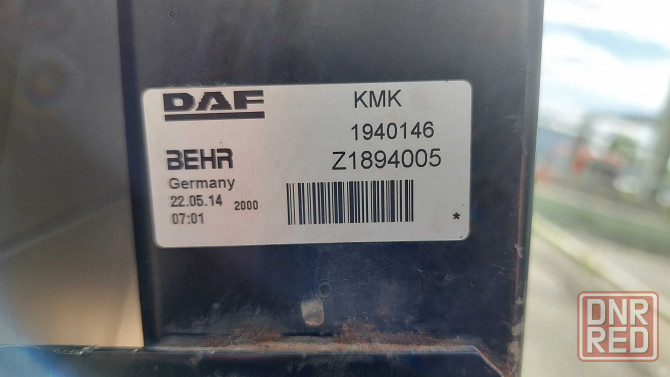 DAF
KMK
1940146
BEHR
Z1894005
Germany
22.05.14
2000
07:01
*
DNR
RED